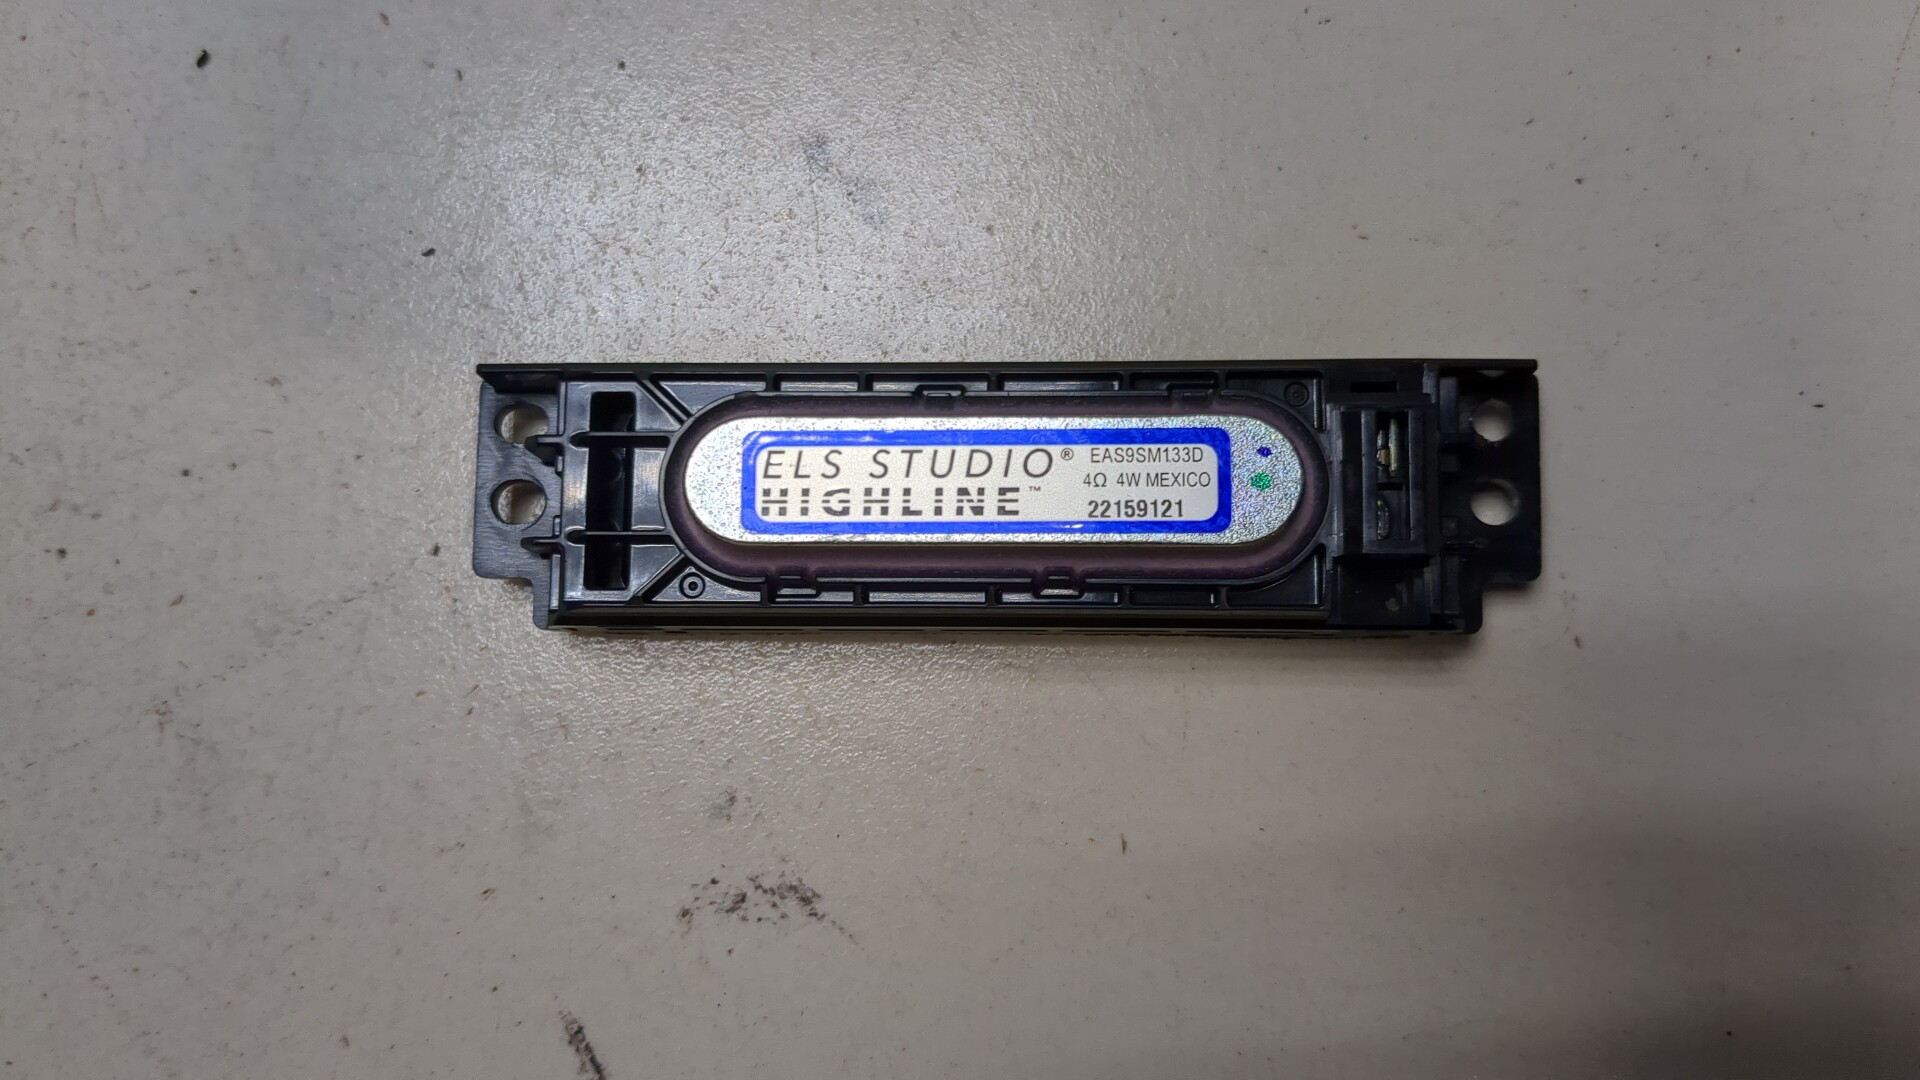 ELS STUDIO®
HIGHLINE™
EAS9SM133D
4Ω 4W MEXICO
22159121